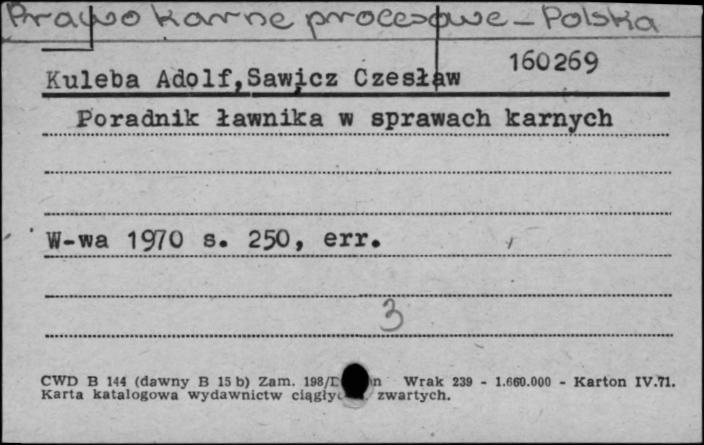 Prawo karne procesowe - Polska
160269
Kuleba Adolf, Sawicz Czesław
Poradnik ławnika w sprawach karnych
W-wa 1970 s. 250, err.
3
CWD B 144 (dawny B 15 b) Zam. 198/ Wrak 239 - 1.660.000 - Karton IV.71.
Karta katalogowa wydawnictw zwartych.